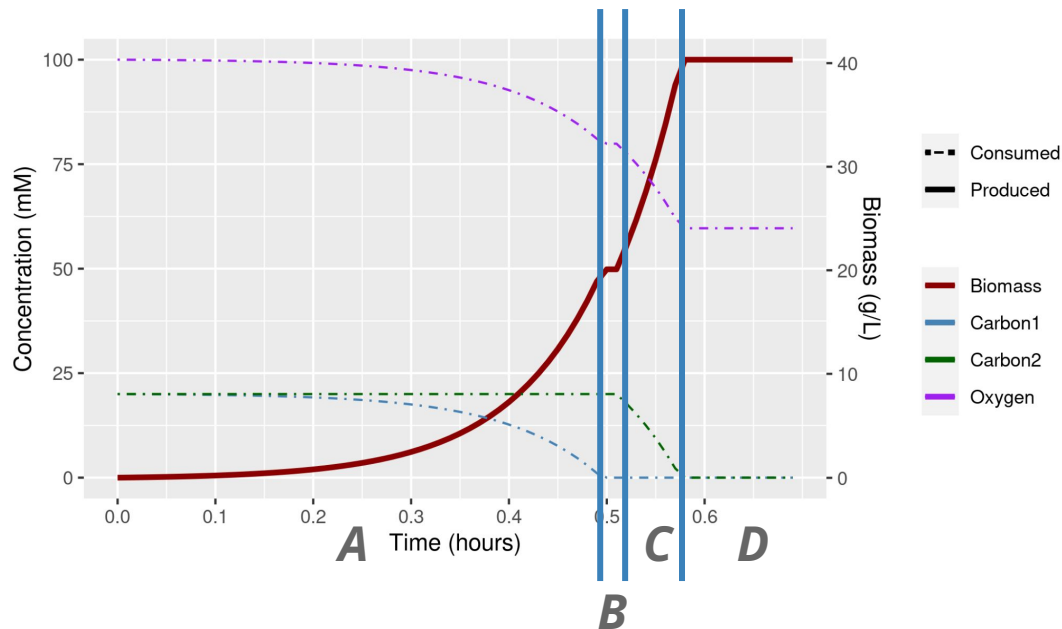 Concentration (mM)
100
75
50
25
0
Biomass (g/L)
40
30
20
10
0
0.0 0.1 0.2 0.3 0.4 0.5 0.6
Time (hours)
A B C D
Consumed
Produced
Biomass
Carbon1
Carbon2
Oxygen